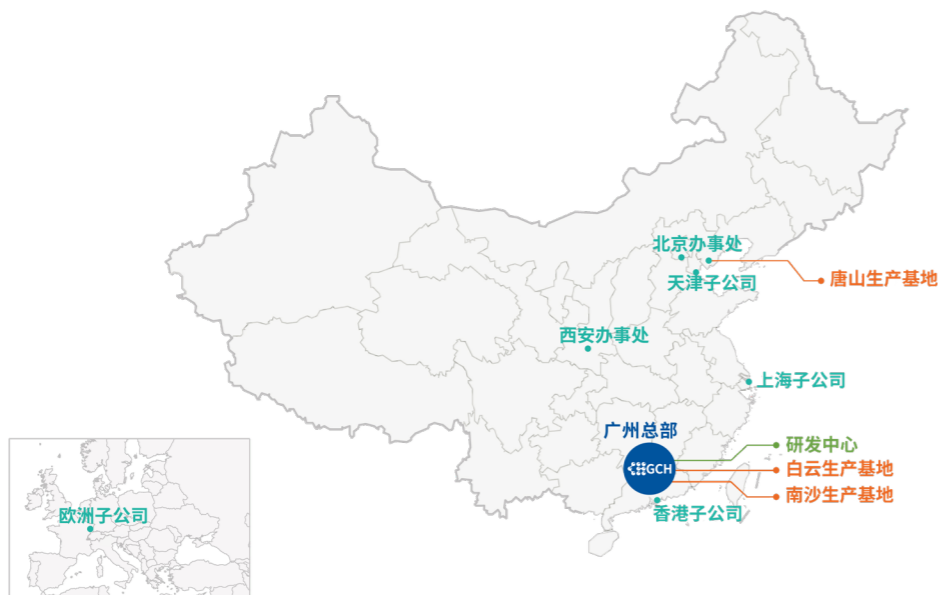 北京办事处
唐山生产基地
天津子公司
西安办事处
上海子公司
广州总部
GCH
研发中心
白云生产基地
南沙生产基地
香港子公司
欧洲子公司